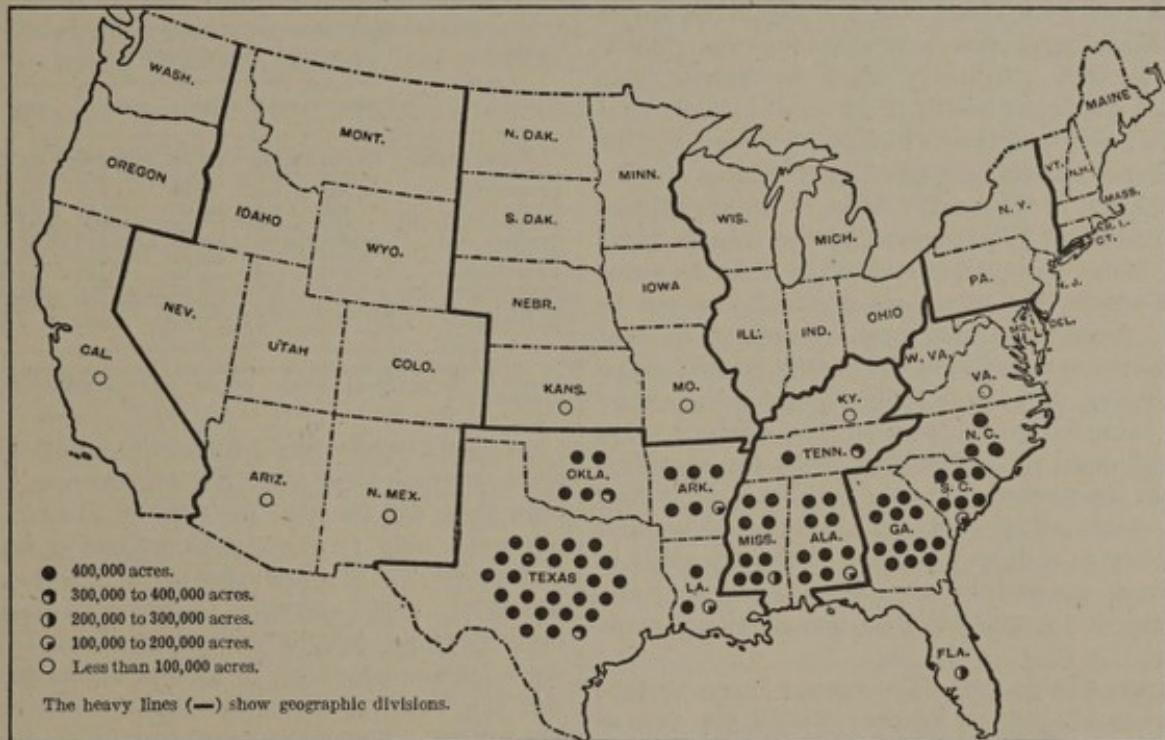 WASH.
MONT.
N. DAK.
MINN.
MAINE
OREGON
IDAHO
S. DAK.
WIS.
MICH.
N. Y.
VT.
N.H.
MASS.
R. I.
CT.
WYO.
IOWA
PA.
N. J.
NEV.
NEBR.
UTAH
COLO.
ILL.
IND.
OHIO
MD.
DEL.
W. VA.
CAL.
KANS.
MO.
KY.
VA.
N. C.
TENN.
ARIZ.
N. MEX.
OKLA.
ARK.
S. C.
MISS.
ALA.
GA.
TEXAS
LA.
FLA.
400,000 acres.
300,000 to 400,000 acres.
200,000 to 300,000 acres.
100,000 to 200,000 acres.
Less than 100,000 acres.
The heavy lines (—) show geographic divisions.